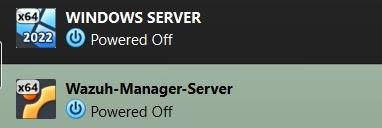 x64
2022
WINDOWS SERVER
Powered Off
x64
Wazuh-Manager-Server
Powered Off